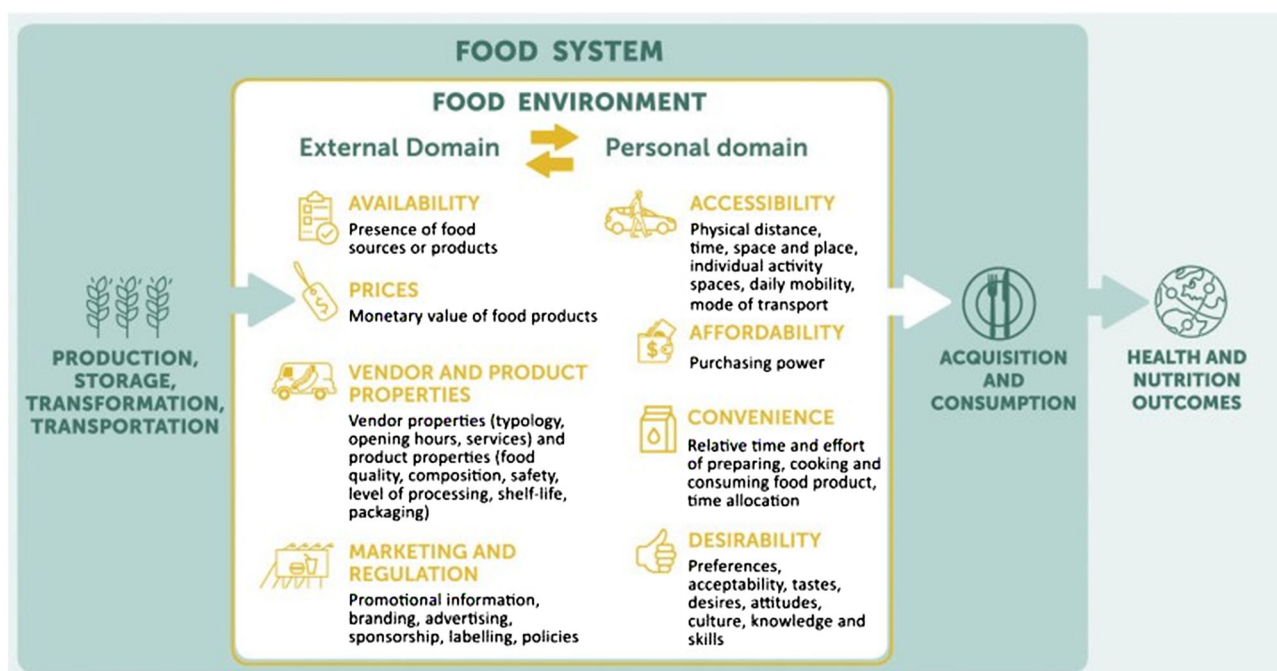 FOOD SYSTEM
FOOD ENVIRONMENT
External Domain
Personal domain
PRODUCTION,
STORAGE,
TRANSFORMATION,
TRANSPORTATION
AVAILABILITY
Presence of food
sources or products
PRICES
Monetary value of food products
VENDOR AND PRODUCT
PROPERTIES
Vendor properties (typology,
opening hours, services) and
product properties (food
quality, composition, safety,
level of processing, shelf-life,
packaging)
MARKETING AND
REGULATION
Promotional information,
branding, advertising,
sponsorship, labelling, policies
ACCESSIBILITY
Physical distance,
time, space and place,
individual activity
spaces, daily mobility,
mode of transport
AFFORDABILITY
Purchasing power
CONVENIENCE
Relative time and effort
of preparing, cooking and
consuming food product,
time allocation
DESIRABILITY
Preferences,
acceptability, tastes,
desires, attitudes,
culture, knowledge and
skills
ACQUISITION
AND
CONSUMPTION
HEALTH AND
NUTRITION
OUTCOMES